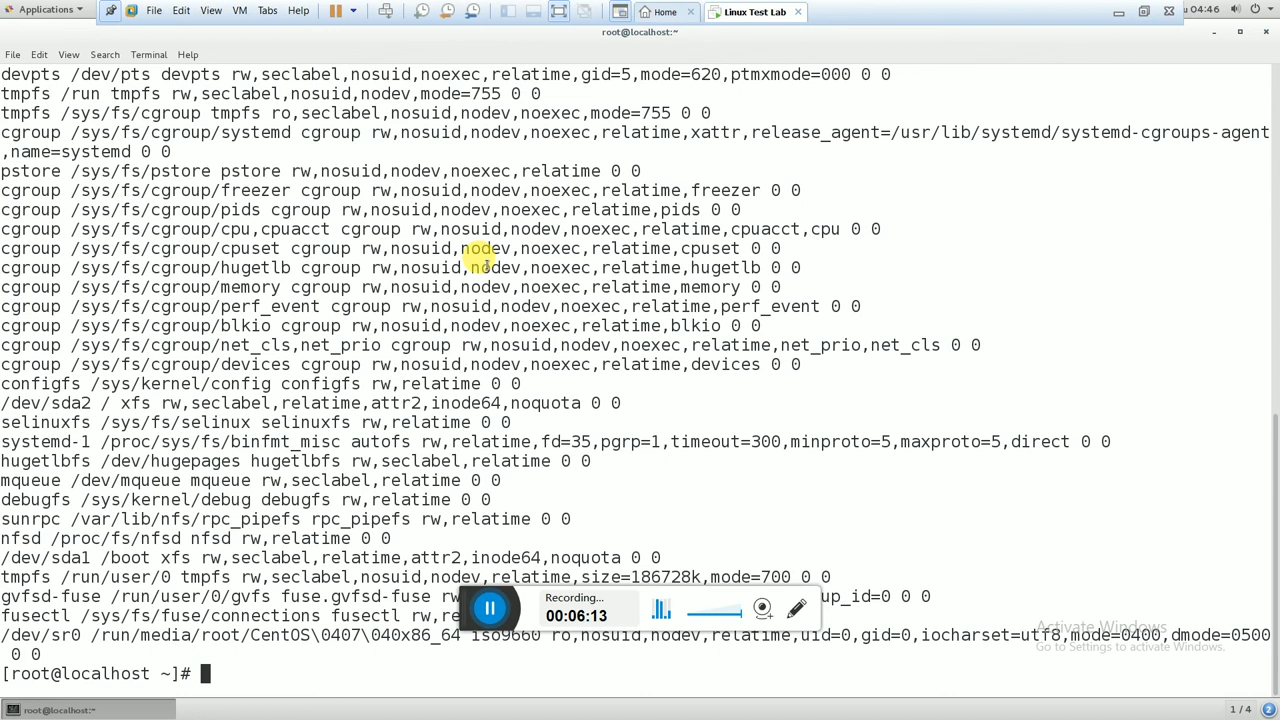 File Edit View VM Tabs Help Home Linux Test Lab u 04:46
root@localhost:~
File Edit View Search Terminal Help
devpts /dev/pts devpts rw,seclabel,nosuid,noexec,relatime,gid=5,mode=620,ptmxmode=000 0 0
tmpfs /run tmpfs rw,seclabel,nosuid,nodev,mode=755 0 0
tmpfs /sys/fs/cgroup tmpfs ro,seclabel,nosuid,nodev,noexec,mode=755 0 0
cgroup /sys/fs/cgroup/systemd cgroup rw,nosuid,nodev,noexec,relatime,xattr,release_agent=/usr/lib/systemd/systemd-cgroups-agent
,name=systemd 0 0
pstore /sys/fs/pstore pstore rw,nosuid,nodev,noexec,relatime 0 0
cgroup /sys/fs/cgroup/freezer cgroup rw,nosuid,nodev,noexec,relatime,freezer 0 0
cgroup /sys/fs/cgroup/pids cgroup rw,nosuid,nodev,noexec,relatime,pids 0 0
cgroup /sys/fs/cgroup/cpu,cpuacct cgroup rw,nosuid,nodev,noexec,relatime,cpuacct,cpu 0 0
cgroup /sys/fs/cgroup/cpuset cgroup rw,nosuid,nodev,noexec,relatime,cpuset 0 0
cgroup /sys/fs/cgroup/hugetlb cgroup rw,nosuid,nodev,noexec,relatime,hugetlb 0 0
cgroup /sys/fs/cgroup/memory cgroup rw,nosuid,nodev,noexec,relatime,memory 0 0
cgroup /sys/fs/cgroup/perf_event cgroup rw,nosuid,nodev,noexec,relatime,perf_event 0 0
cgroup /sys/fs/cgroup/blkio cgroup rw,nosuid,nodev,noexec,relatime,blkio 0 0
cgroup /sys/fs/cgroup/net_cls,net_prio cgroup rw,nosuid,nodev,noexec,relatime,net_prio,net_cls 0 0
cgroup /sys/fs/cgroup/devices cgroup rw,nosuid,nodev,noexec,relatime,devices 0 0
configfs /sys/kernel/config configfs rw,relatime 0 0
/dev/sda2 / xfs rw,seclabel,relatime,attr2,inode64,noquota 0 0
selinuxfs /sys/fs/selinux selinuxfs rw,relatime 0 0
systemd-1 /proc/sys/fs/binfmt_misc autofs rw,relatime,fd=35,pgrp=1,timeout=300,minproto=5,maxproto=5,direct 0 0
hugetlbfs /dev/hugepages hugetlbfs rw,seclabel,relatime 0 0
mqueue /dev/mqueue mqueue rw,seclabel,relatime 0 0
debugfs /sys/kernel/debug debugfs rw,relatime 0 0
sunrpc /var/lib/nfs/rpc_pipefs rpc_pipefs rw,relatime 0 0
nfsd /proc/fs/nfsd nfsd rw,relatime 0 0
/dev/sda1 /boot xfs rw,seclabel,relatime,attr2,inode64,noquota 0 0
tmpfs /run/user/0 tmpfs rw,seclabel,nosuid,nodev,relatime,size=186728k,mode=700 0 0
gvfsd-fuse /run/user/0/gvfs fuse.gvfsd-fuse rw up_id=0 0 0
fusectl /sys/fs/fuse/connections fusectl rw,re
/dev/sr0 /run/media/root/CentOS\0407\040x86_64 iso9660 ro,nosuid,nodev,relatime,uid=0,gid=0,iocharset=utf8,mode=0400,dmode=0500
0 0
[root@localhost ~]#
Recording...
00:06:13
Activate Windows
Go to Settings to activate Windows.
root@localhost:~ 1 / 4 2